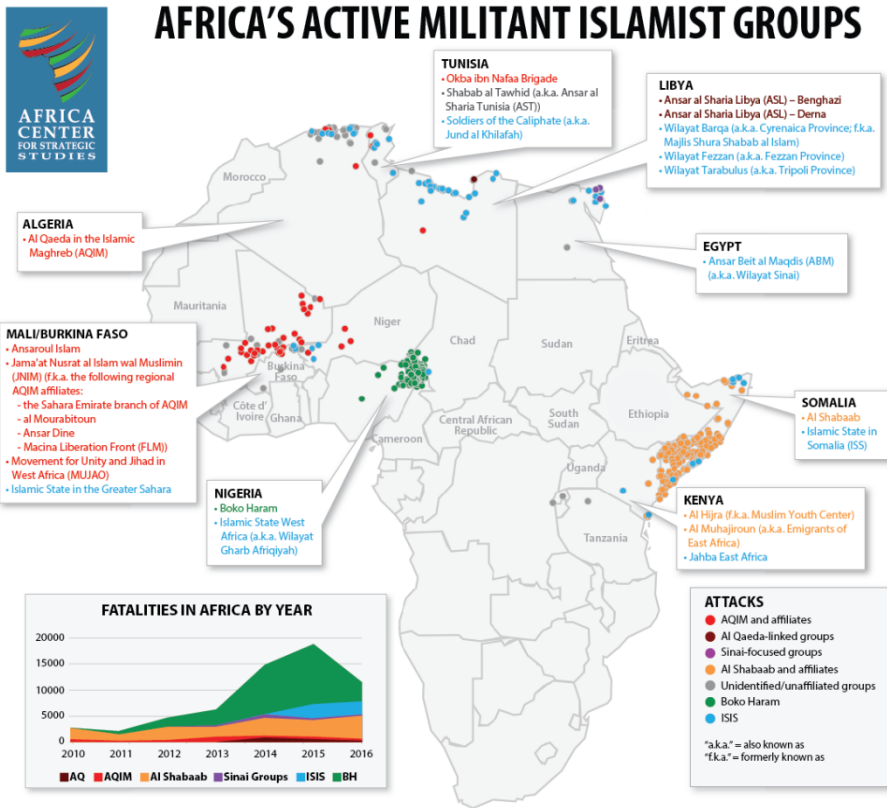 AFRICA'S ACTIVE MILITANT ISLAMIST GROUPS
AFRICA
CENTER
FOR STRATEGIC
STUDIES
TUNISIA
• Okba ibn Nafaa Brigade
• Shabab al Tawhid (a.k.a. Ansar al
Sharia Tunisia (AST))
• Soldiers of the Caliphate (a.k.a.
Jund al Khilafah)
LIBYA
• Ansar al Sharia Libya (ASL) – Benghazi
• Ansar al Sharia Libya (ASL) – Derna
• Wilayat Barqa (a.k.a. Cyrenaica Province; f.k.a.
Majlis Shura Shabab al Islam)
• Wilayat Fezzan (a.k.a. Fezzan Province)
• Wilayat Tarabulus (a.k.a. Tripoli Province)
Morocco
ALGERIA
• Al Qaeda in the Islamic
Maghreb (AQIM)
EGYPT
• Ansar Beit al Maqdis (ABM)
(a.k.a. Wilayat Sinai)
Mauritania
Niger
Chad
Sudan
Eritrea
MALI/BURKINA FASO
• Ansaroul Islam
• Jama'at Nusrat al Islam wal Muslimin
(JNIM) (f.k.a. the following regional
AQIM affiliates:
- the Sahara Emirate branch of AQIM
- al Mourabitoun
- Ansar Dine
- Macina Liberation Front (FLM))
• Movement for Unity and Jihad in
West Africa (MUJAO)
• Islamic State in the Greater Sahara
Burkina
Faso
Côte d'
Ivoire
Ghana
Cameroon
Central African
Republic
South
Sudan
Ethiopia
Uganda
Tanzania
SOMALIA
• Al Shabaab
• Islamic State in
Somalia (ISS)
NIGERIA
• Boko Haram
• Islamic State West
Africa (a.k.a. Wilayat
Gharb Afriqiyah)
KENYA
• Al Hijra (f.k.a. Muslim Youth Center)
• Al Muhajiroun (a.k.a. Emigrants of
East Africa)
• Jahba East Africa
FATALITIES IN AFRICA BY YEAR
20000
15000
10000
5000
0
2010 2011 2012 2013 2014 2015 2016
AQ AQIM Al Shabaab Sinai Groups ISIS BH
ATTACKS
AQIM and affiliates
Al Qaeda-linked groups
Sinai-focused groups
Al Shabaab and affiliates
Unidentified/unaffiliated groups
Boko Haram
ISIS
"a.k.a." = also known as
"f.k.a." = formerly known as